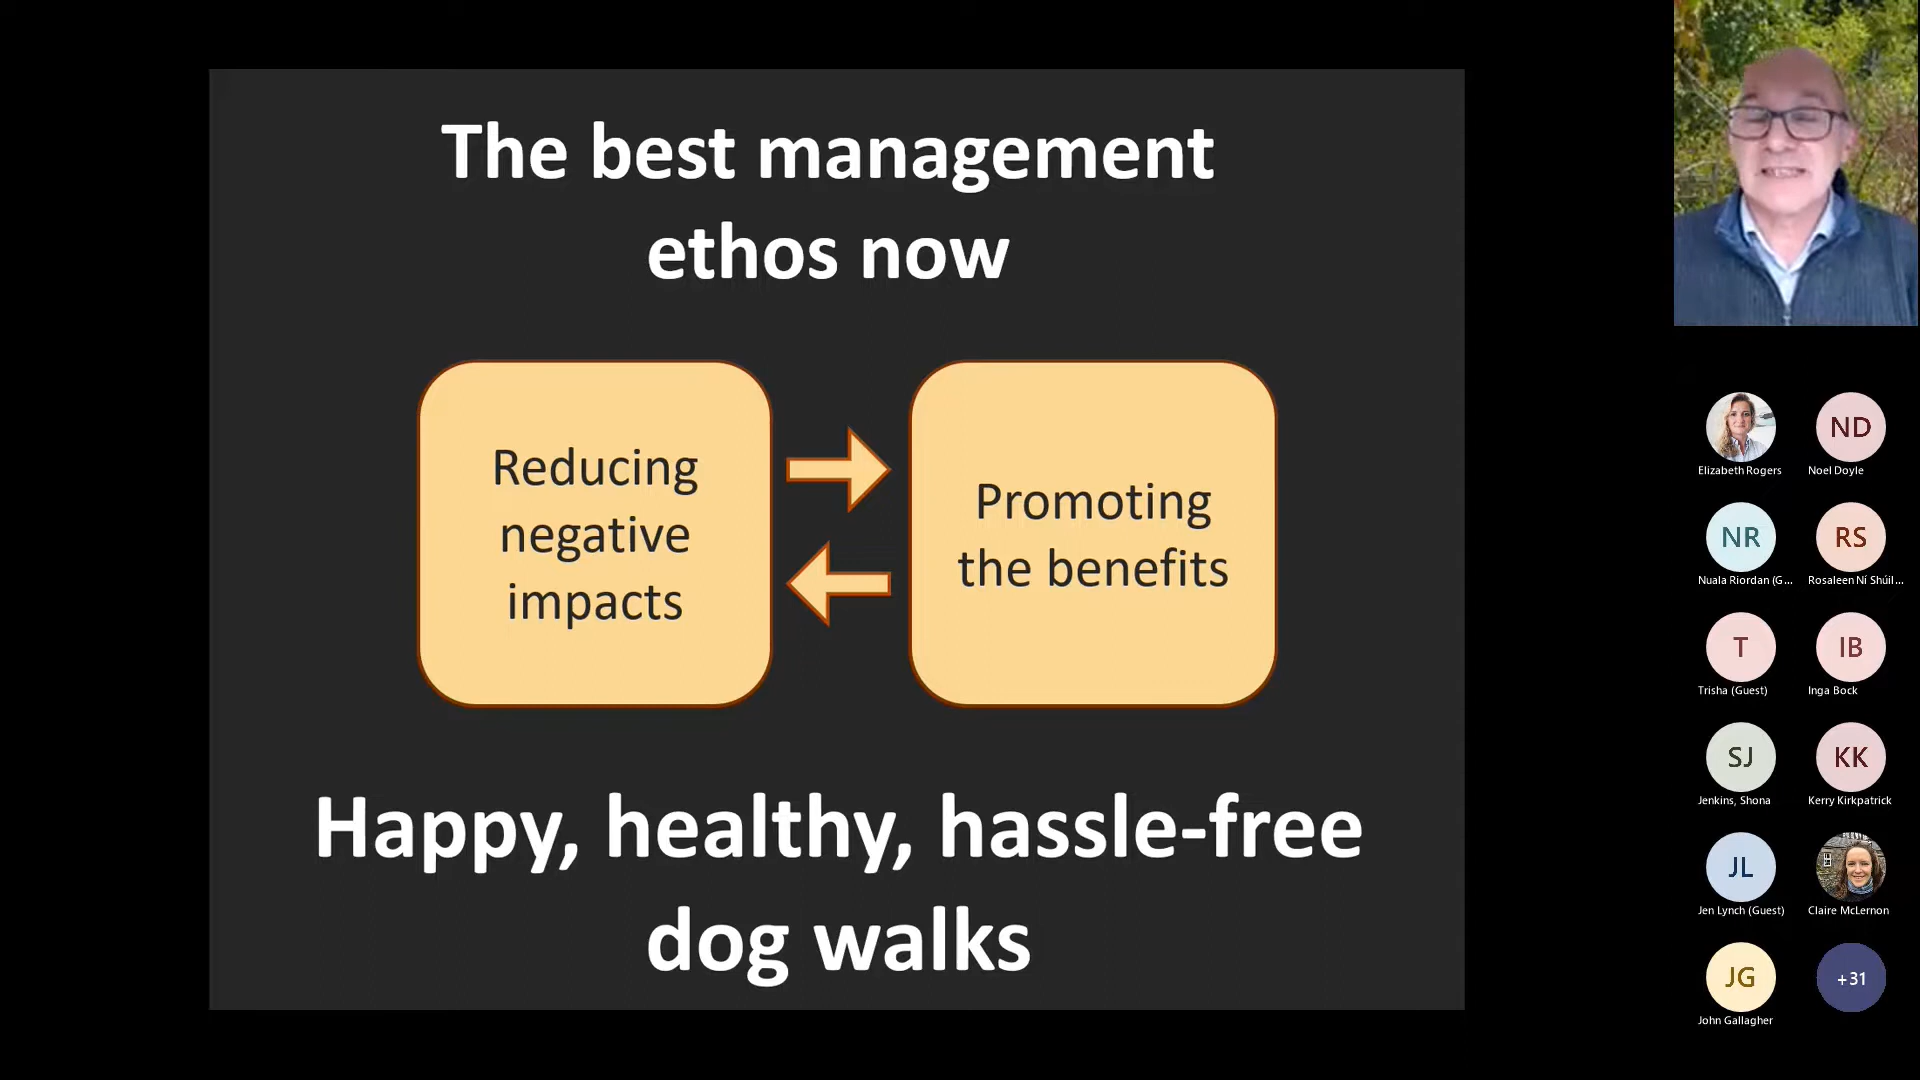 The best management
ethos now
Reducing
negative
impacts
Promoting
the benefits
Happy, healthy, hassle-free
dog walks
Elizabeth Rogers
ND
Noel Doyle
NR
Nuala Riordan (G...
RS
Rosaleen Ní Shúil...
T
Trisha (Guest)
IB
Inga Bock
SJ
Jenkins, Shona
KK
Kerry Kirkpatrick
JL
Jen Lynch (Guest)
Claire McLernon
JG
John Gallagher
+31